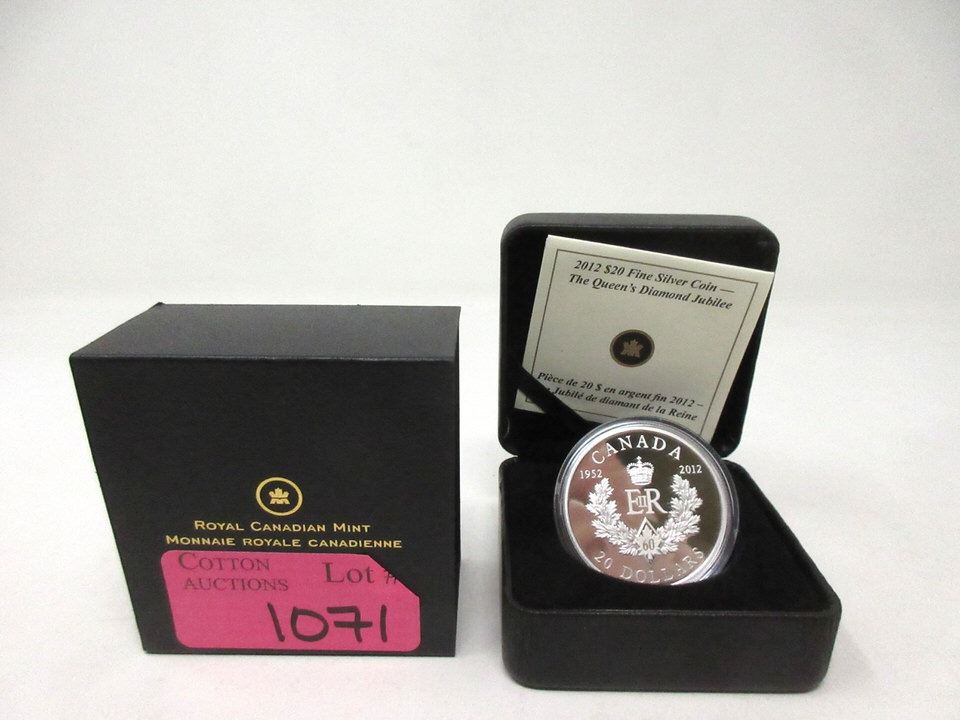 ROYAL CANADIAN MINT
MONNAIE ROYALE CANADIENNE
COTTON
AUCTIONS
Lot #
1071
2012 $20 Fine Silver Coin —
The Queen's Diamond Jubilee
Pièce de 20 $ en argent fin 2012 –
Jubilé de diamant de la Reine
CANADA
1952
2012
EIIR
60
20 DOLLARS